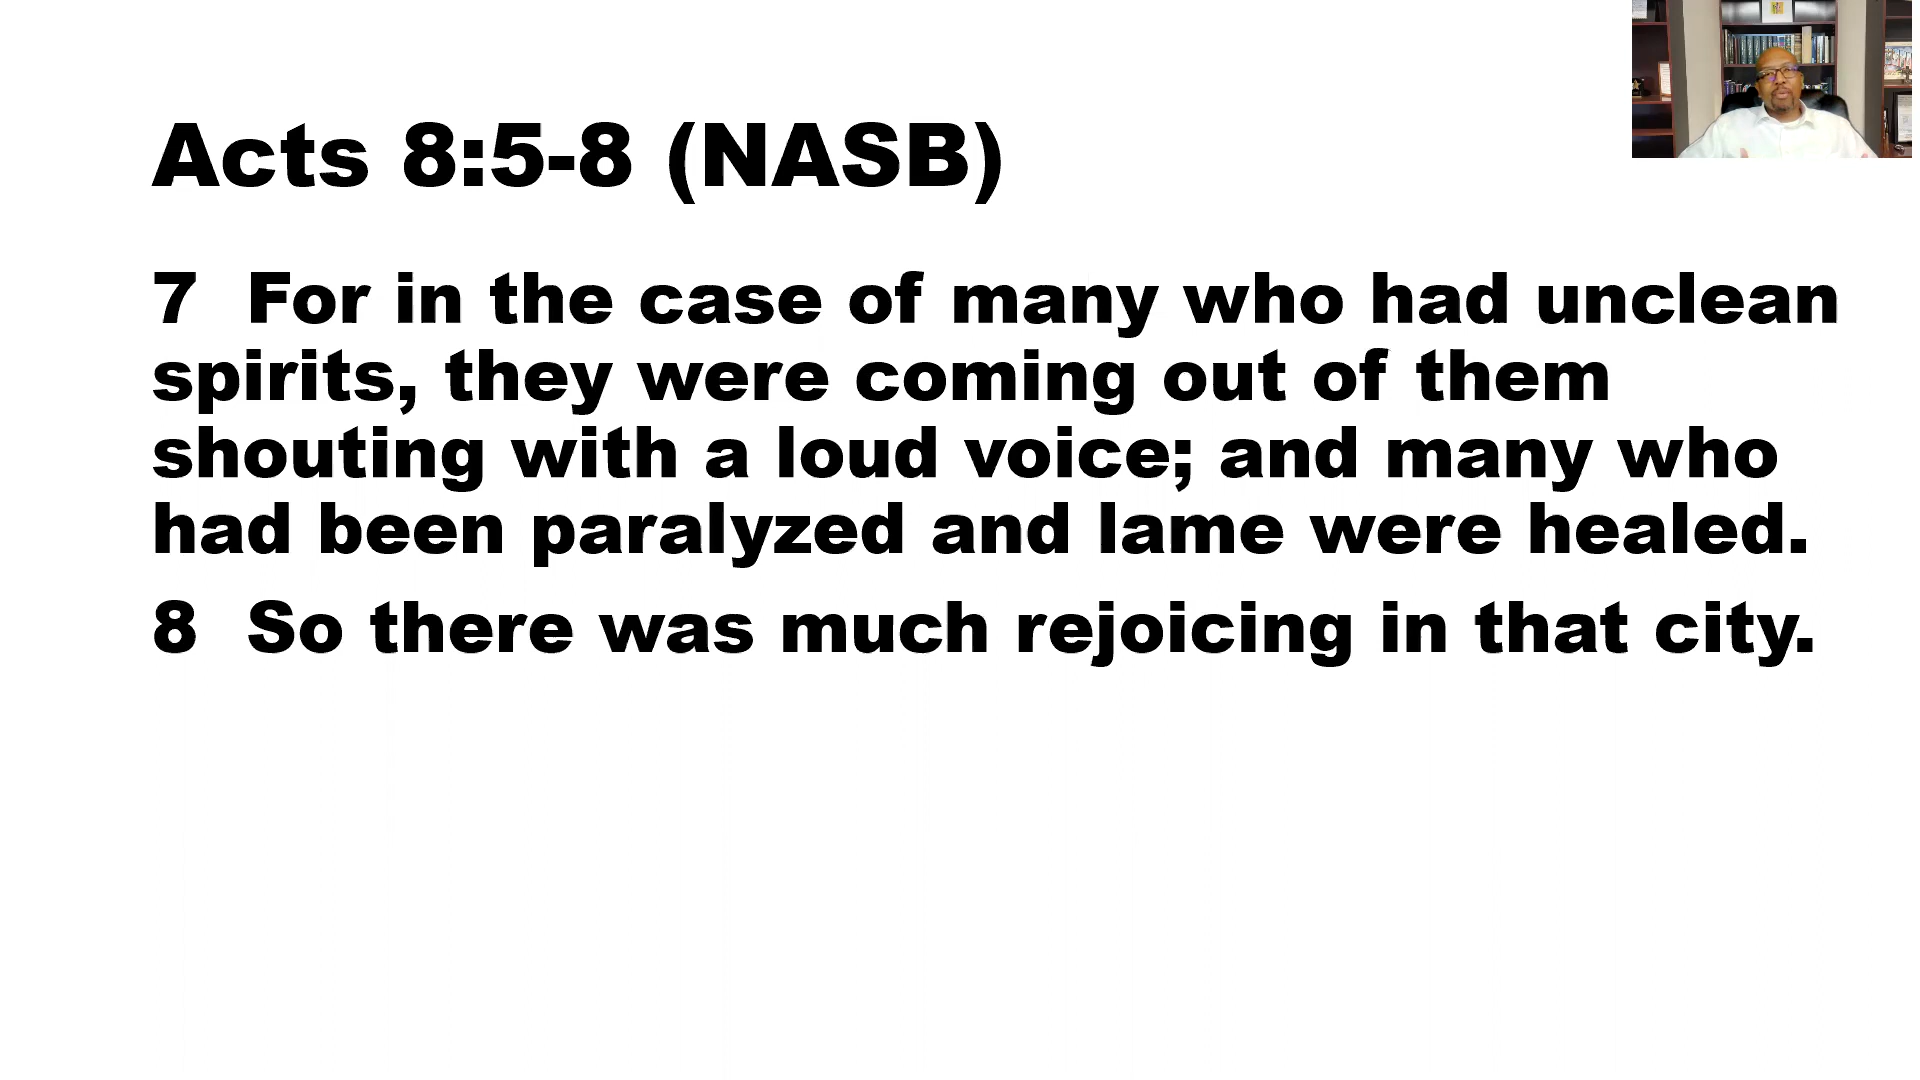 Acts 8:5-8 (NASB)
7 For in the case of many who had unclean
spirits, they were coming out of them
shouting with a loud voice; and many who
had been paralyzed and lame were healed.
8 So there was much rejoicing in that city.